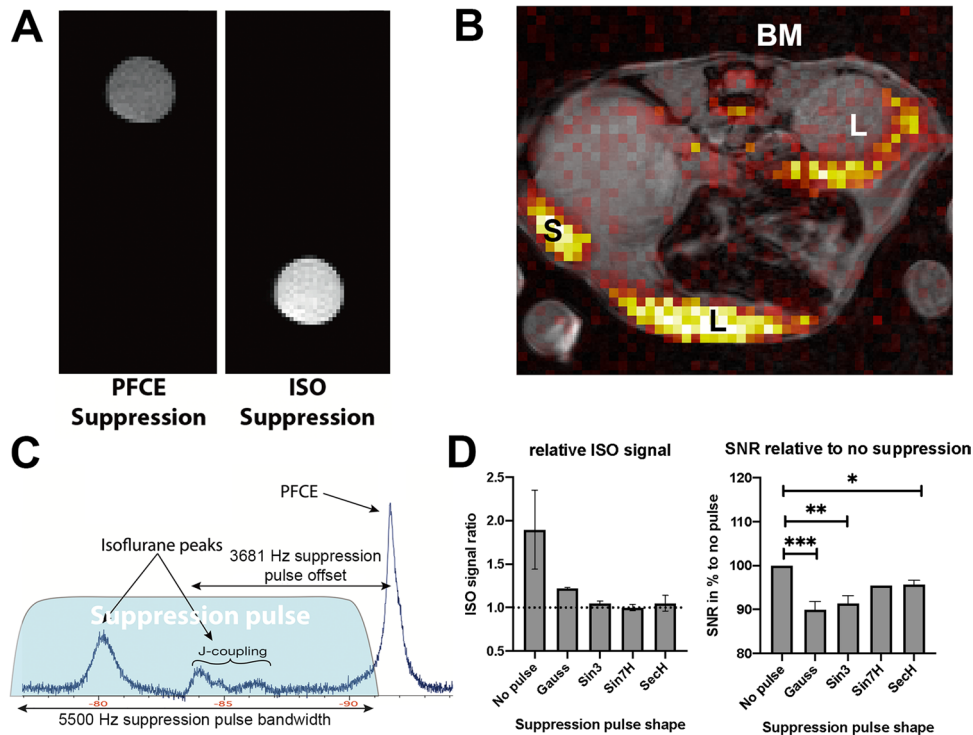 A
PFCE
Suppression
ISO
Suppression
B
BM
L
S
L
C
PFCE
Isoflurane peaks
3681 Hz suppression
pulse offset
Suppression pulse
J-coupling
-80
-85
-90
5500 Hz suppression pulse bandwidth
D
relative ISO signal
ISO signal ratio
2.5
2.0
1.5
1.0
0.5
No pulse
Gauss
Sin3
Sin7H
SecH
Suppression pulse shape
SNR relative to no suppression
SNR in % to no pulse
120
110
100
90
80
*
**
***
No pulse
Gauss
Sin3
Sin7H
SecH
Suppression pulse shape